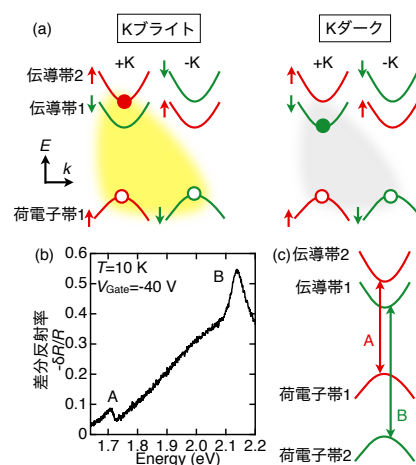 (a)
Kブライト
Kダーク
+K -K
+K -K
伝導帯2
伝導帯1
E
k
荷電子帯1
(b)
T=10 K
VGate=-40 V
A
B
差分反射率
-δR/R
0.6
0.5
0.4
0.3
0.2
0.1
0
1.7 1.8 1.9 2.0 2.1 2.2
Energy (eV)
(c)
伝導帯2
伝導帯1
A
荷電子帯1
B
荷電子帯2